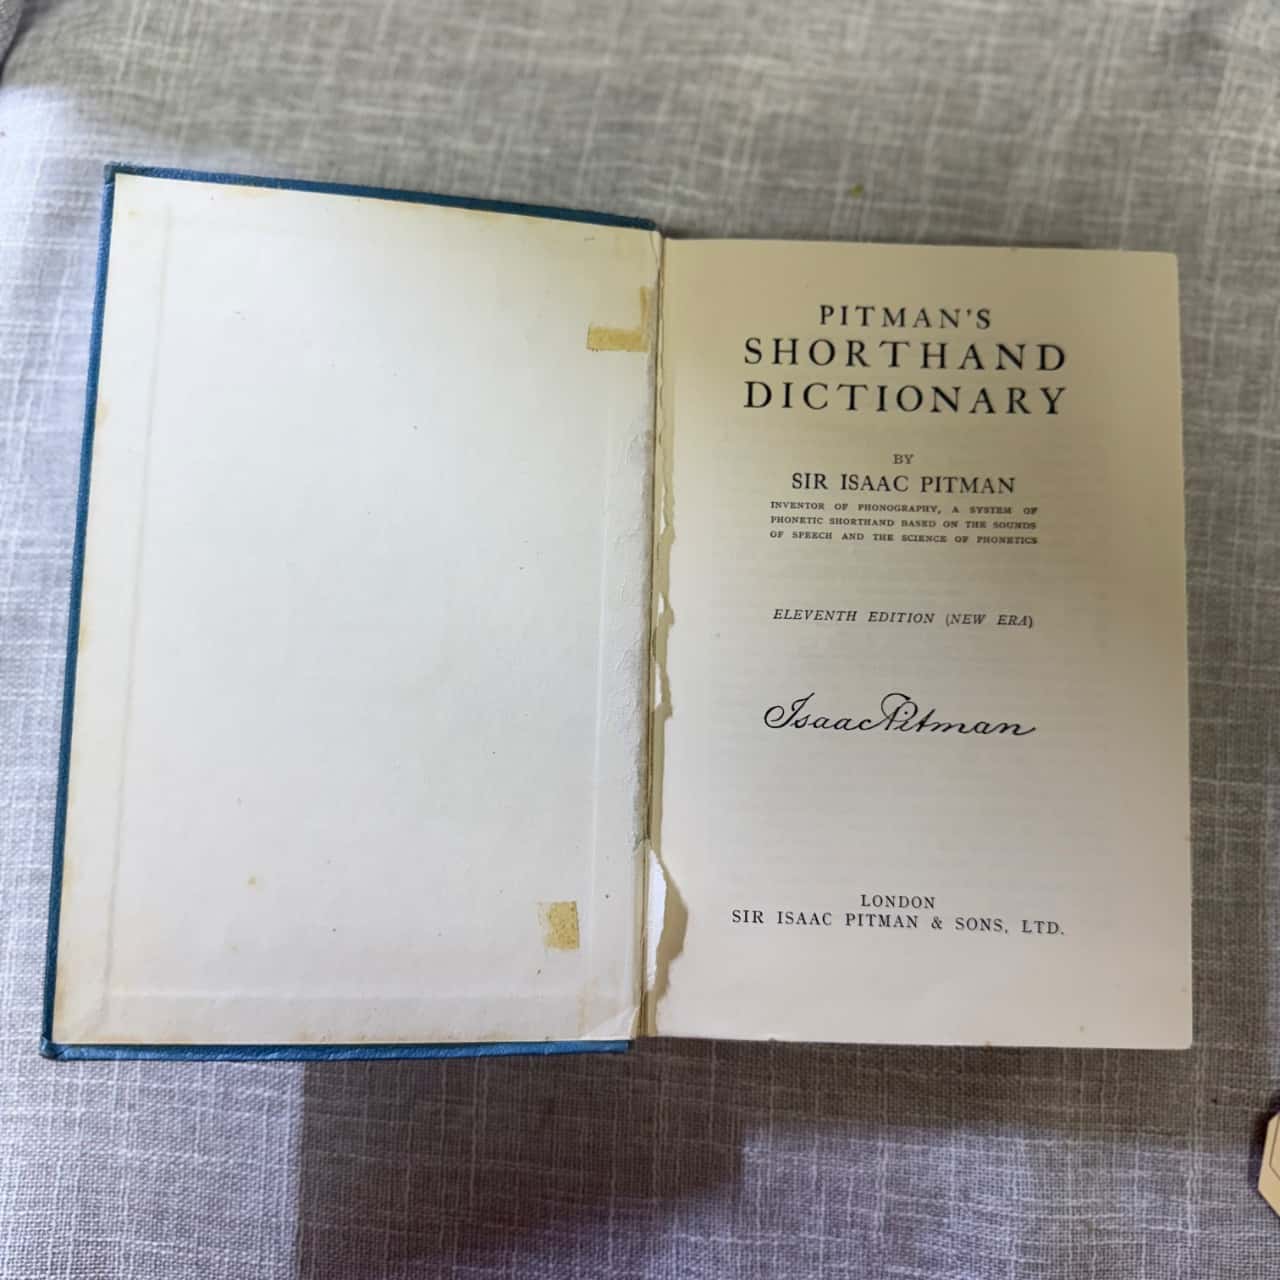 PITMAN'S
SHORTHAND
DICTIONARY
BY
SIR ISAAC PITMAN
INVENTOR OF PHONOGRAPHY, A SYSTEM OF
PHONETIC SHORTHAND BASED ON THE SOUNDS
OF SPEECH AND THE SCIENCE OF PHONETICS
ELEVENTH EDITION (NEW ERA)
Isaac Pitman
LONDON
SIR ISAAC PITMAN & SONS, LTD.